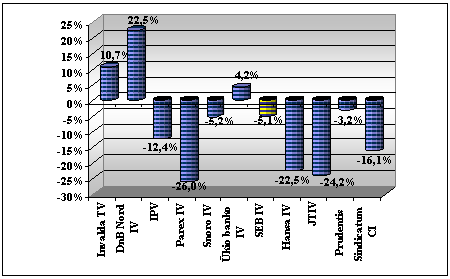 25%
20%
15%
10%
5%
0%
-5%
-10%
-15%
-20%
-25%
-30%
10,7%
22,5%
-12,4%
-26,0%
-5,2%
4,2%
-5,1%
-22,5%
-24,2%
-3,2%
-16,1%
Invalda TV
DnB Nord
IV
IPV
Parex IV
Snoro IV
Ūkio banko
IV
SEB IV
Hansa IV
JTIV
Prudentis
Sindicatum
CI